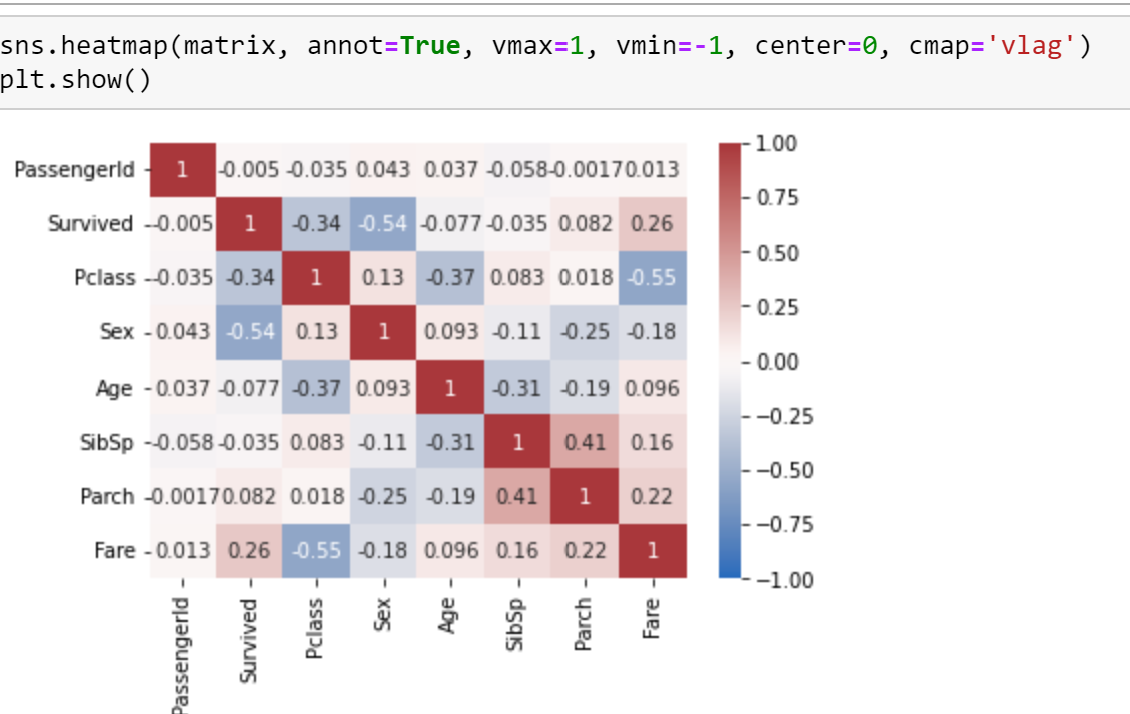 sns.heatmap(matrix, annot=True, vmax=1, vmin=-1, center=0, cmap='vlag')
plt.show()
PassengerId 1 -0.005 -0.035 0.043 0.037 -0.058 -0.0017 0.013
Survived -0.005 1 -0.34 -0.54 -0.077 -0.035 0.082 0.26
Pclass -0.035 -0.34 1 0.13 -0.37 0.083 0.018 -0.55
Sex 0.043 -0.54 0.13 1 0.093 -0.11 -0.25 -0.18
Age 0.037 -0.077 -0.37 0.093 1 -0.31 -0.19 0.096
SibSp -0.058 -0.035 0.083 -0.11 -0.31 1 0.41 0.16
Parch -0.0017 0.082 0.018 -0.25 -0.19 0.41 1 0.22
Fare 0.013 0.26 -0.55 -0.18 0.096 0.16 0.22 1
PassengerId Survived Pclass Sex Age SibSp Parch Fare
1.00
0.75
0.50
0.25
0.00
−0.25
−0.50
−0.75
−1.00